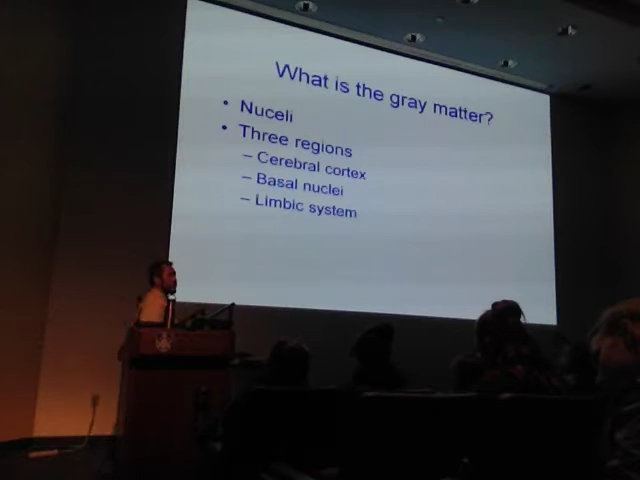 What is the gray matter?
• Nuceli
• Three regions
– Cerebral cortex
– Basal nuclei
– Limbic system